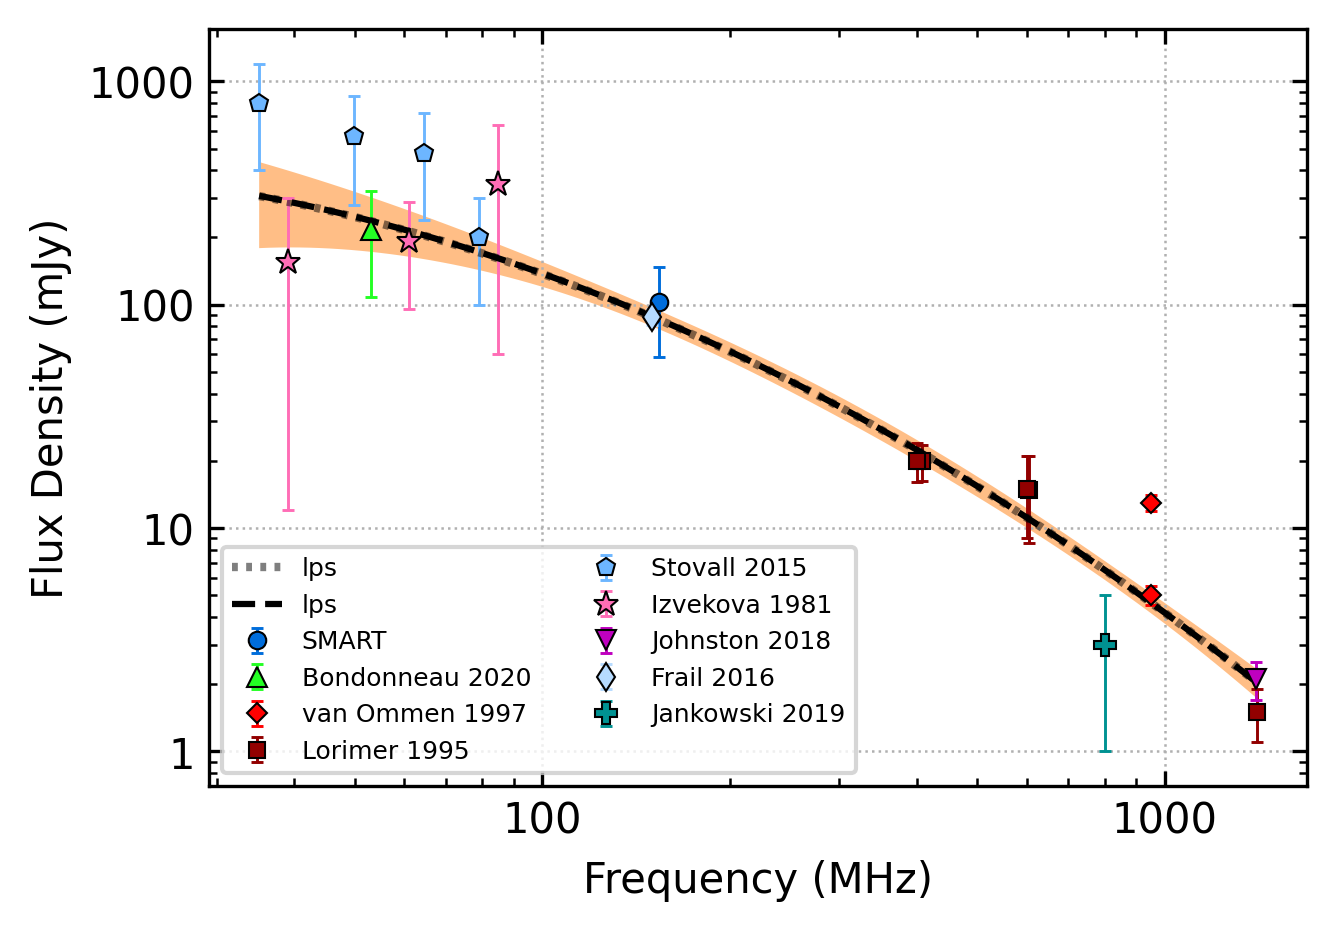 1000
100
10
1
Flux Density (mJy)
lps
lps
SMART
Bondonneau 2020
van Ommen 1997
Lorimer 1995
Stovall 2015
Izvekova 1981
Johnston 2018
Frail 2016
Jankowski 2019
100
1000
Frequency (MHz)